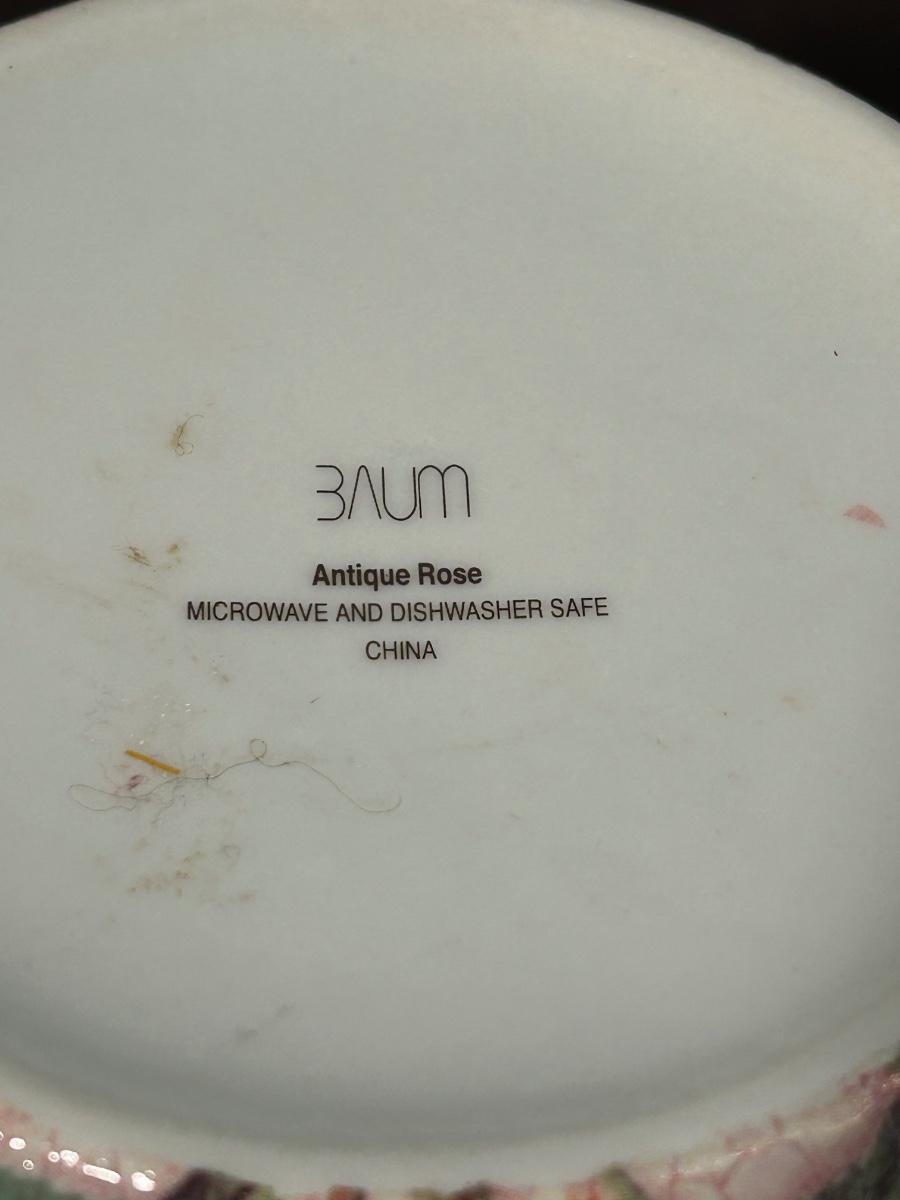 BAUM
Antique Rose
MICROWAVE AND DISHWASHER SAFE
CHINA